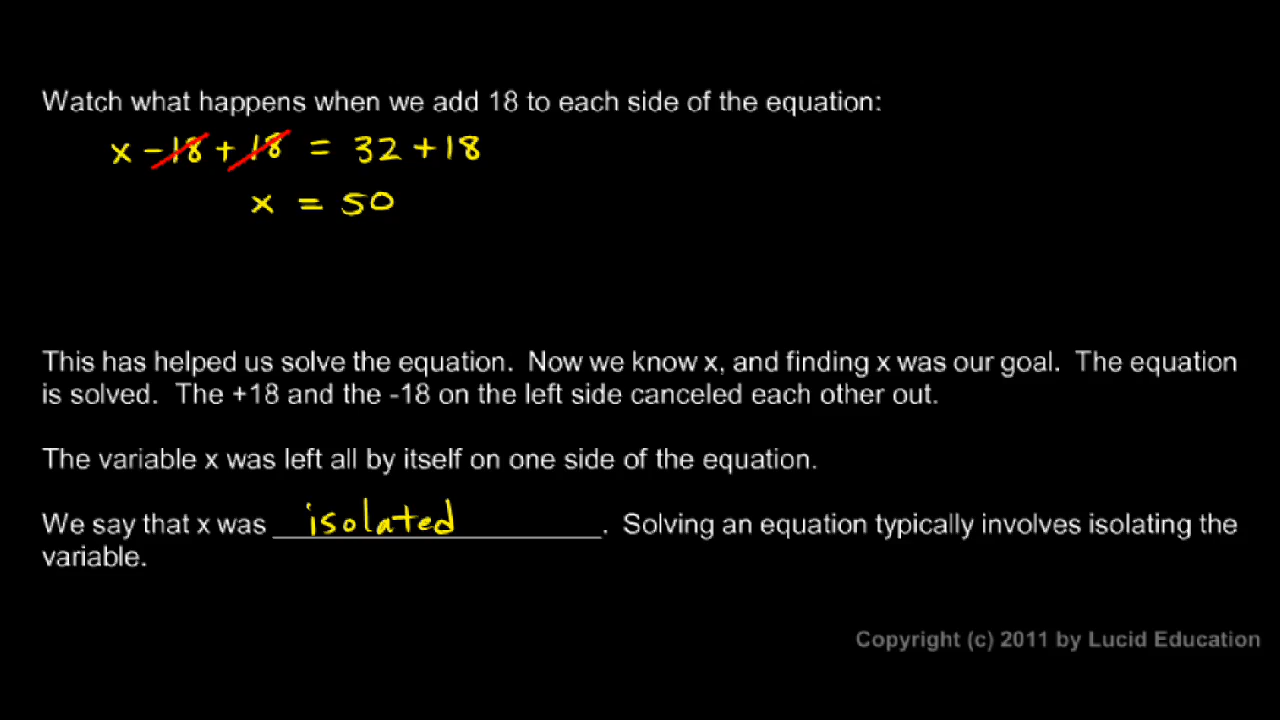 Watch what happens when we add 18 to each side of the equation:
x - 18 + 18 = 32 + 18
x = 50
This has helped us solve the equation.  Now we know x, and finding x was our goal.  The equation
is solved.  The +18 and the -18 on the left side canceled each other out.
The variable x was left all by itself on one side of the equation.
We say that x was isolated.  Solving an equation typically involves isolating the
variable.
Copyright (c) 2011 by Lucid Education